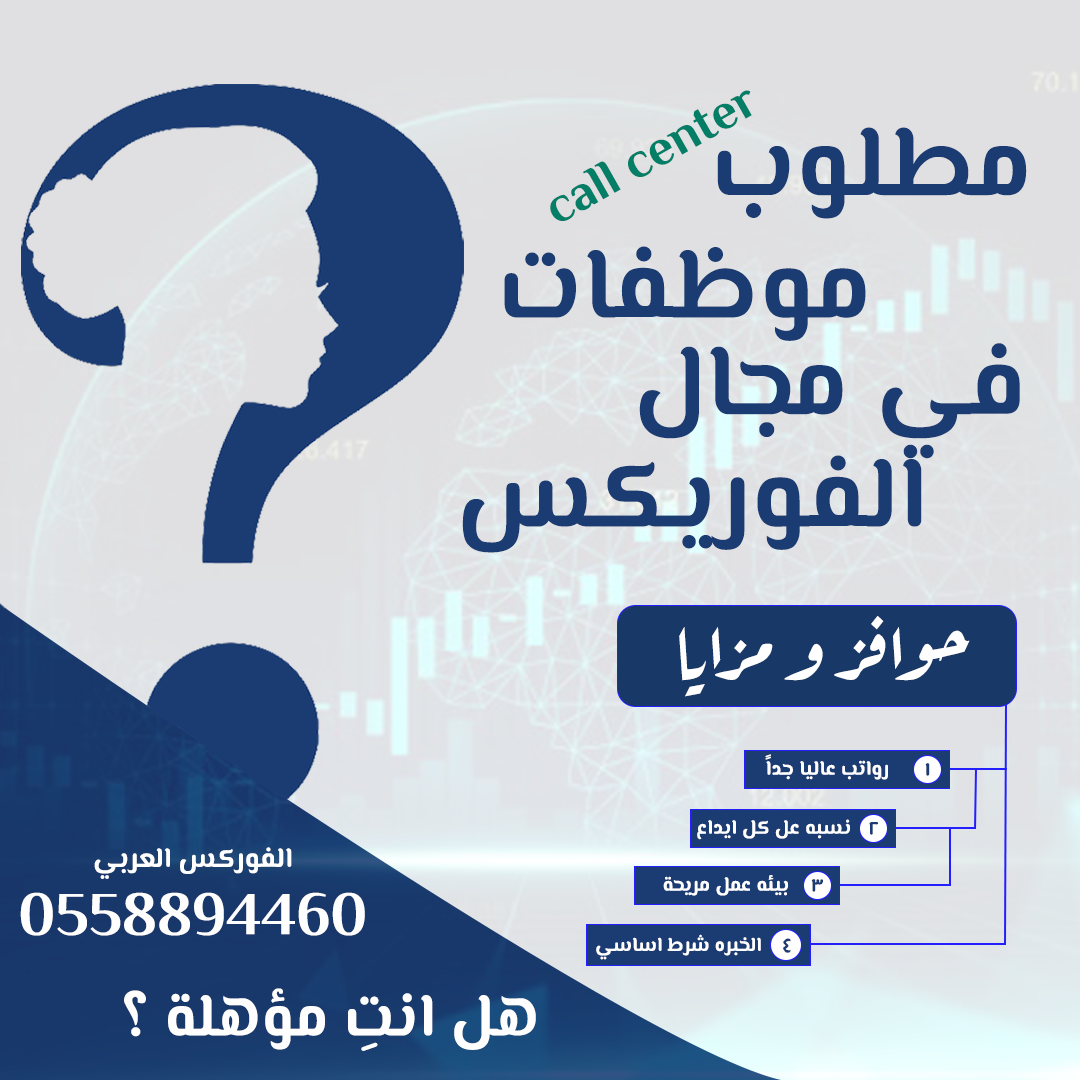 مطلوب
call center
موظفات
في مجال
الفوريكس
حوافز و مزايا
١ رواتب عاليا جداً
٢ نسبه عل كل ايداع
٣ بيئه عمل مريحة
٤ الخبره شرط اساسي
الفوركس العربي
0558894460
هل انتِ مؤهلة ؟